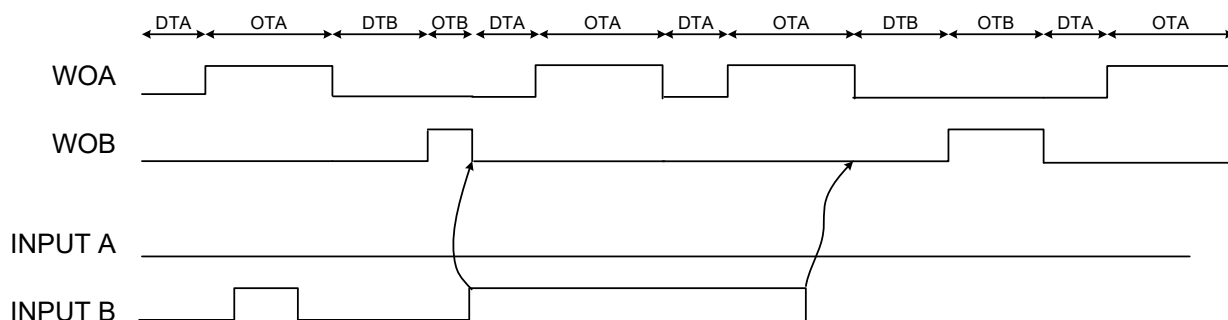 DTA OTA DTB OTB DTA OTA DTA OTA DTB OTB DTA OTA
WOA
WOB
INPUT A
INPUT B